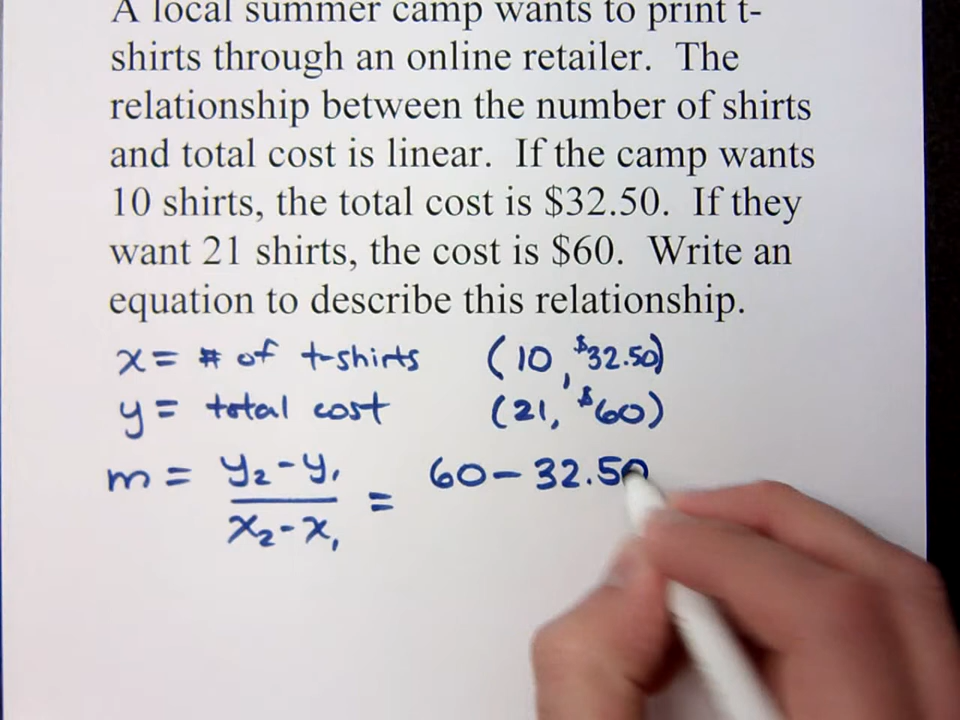 A local summer camp wants to print t-
shirts through an online retailer. The
relationship between the number of shirts
and total cost is linear. If the camp wants
10 shirts, the total cost is $32.50. If they
want 21 shirts, the cost is $60. Write an
equation to describe this relationship.
x = # of t-shirts (10, $32.50)
y = total cost (21, $60)
m = y₂-y₁ / x₂-x₁ = 60-32.50